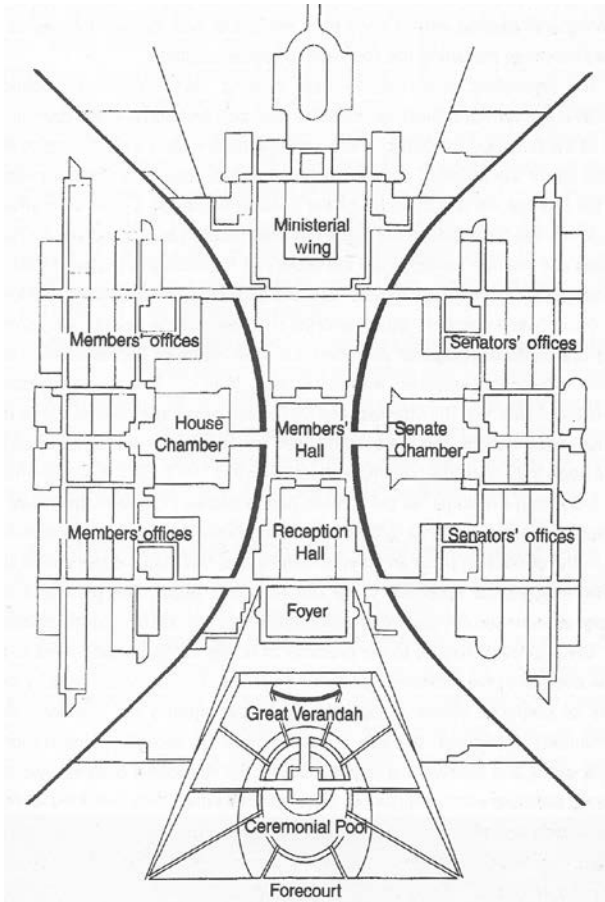 Ministerial
wing
Members' offices
Senators' offices
House
Chamber
Members'
Hall
Senate
Chamber
Members' offices
Reception
Hall
Senators' offices
Foyer
Great Verandah
Ceremonial Pool
Forecourt